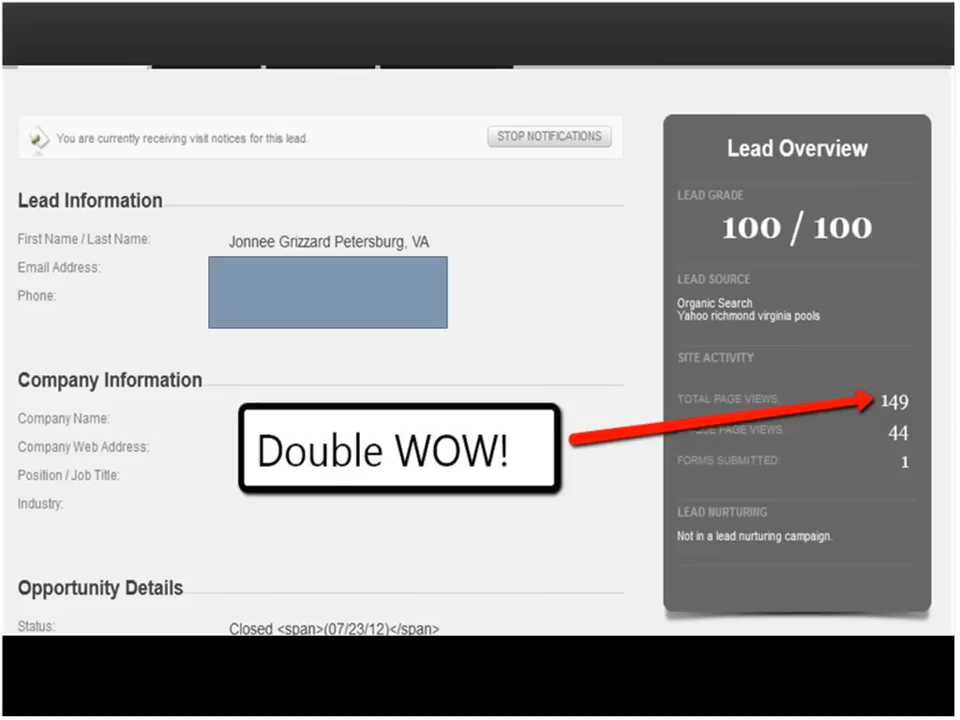 You are currently receiving visit notices for this lead.
STOP NOTIFICATIONS
Lead Information
First Name / Last Name:
Jonnee Grizzard Petersburg, VA
Email Address:
Phone:
Company Information
Company Name:
Company Web Address:
Position / Job Title:
Industry:
Double WOW!
Opportunity Details
Status:
Closed <span>(07/23/12)</span>
Lead Overview
LEAD GRADE
100 / 100
LEAD SOURCE
Organic Search
Yahoo richmond virginia pools
SITE ACTIVITY
TOTAL PAGE VIEWS:
149
PAGE VIEWS
44
FORMS SUBMITTED:
1
LEAD NURTURING
Not in a lead nurturing campaign.